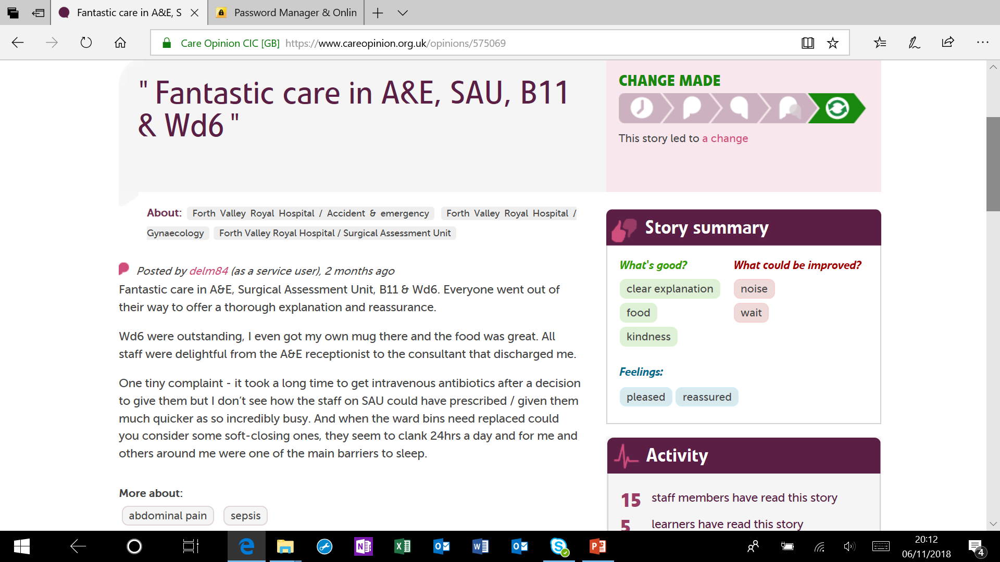 Fantastic care in A&E, S
Password Manager & Onlin
Care Opinion CIC [GB] https://www.careopinion.org.uk/opinions/575069
" Fantastic care in A&E, SAU, B11
& Wd6 "
CHANGE MADE
This story led to a change
About: Forth Valley Royal Hospital / Accident & emergency Forth Valley Royal Hospital /
Gynaecology Forth Valley Royal Hospital / Surgical Assessment Unit
Posted by delm84 (as a service user), 2 months ago
Fantastic care in A&E, Surgical Assessment Unit, B11 & Wd6. Everyone went out of
their way to offer a thorough explanation and reassurance.
Wd6 were outstanding, I even got my own mug there and the food was great. All
staff were delightful from the A&E receptionist to the consultant that discharged me.
One tiny complaint - it took a long time to get intravenous antibiotics after a decision
to give them but I don't see how the staff on SAU could have prescribed / given them
much quicker as so incredibly busy. And when the ward bins need replaced could
you consider some soft-closing ones, they seem to clank 24hrs a day and for me and
others around me were one of the main barriers to sleep.
More about:
abdominal pain sepsis
Story summary
What's good? What could be improved?
clear explanation noise
food wait
kindness
Feelings:
pleased reassured
Activity
15 staff members have read this story
5 learners have read this story
20:12
06/11/2018
4